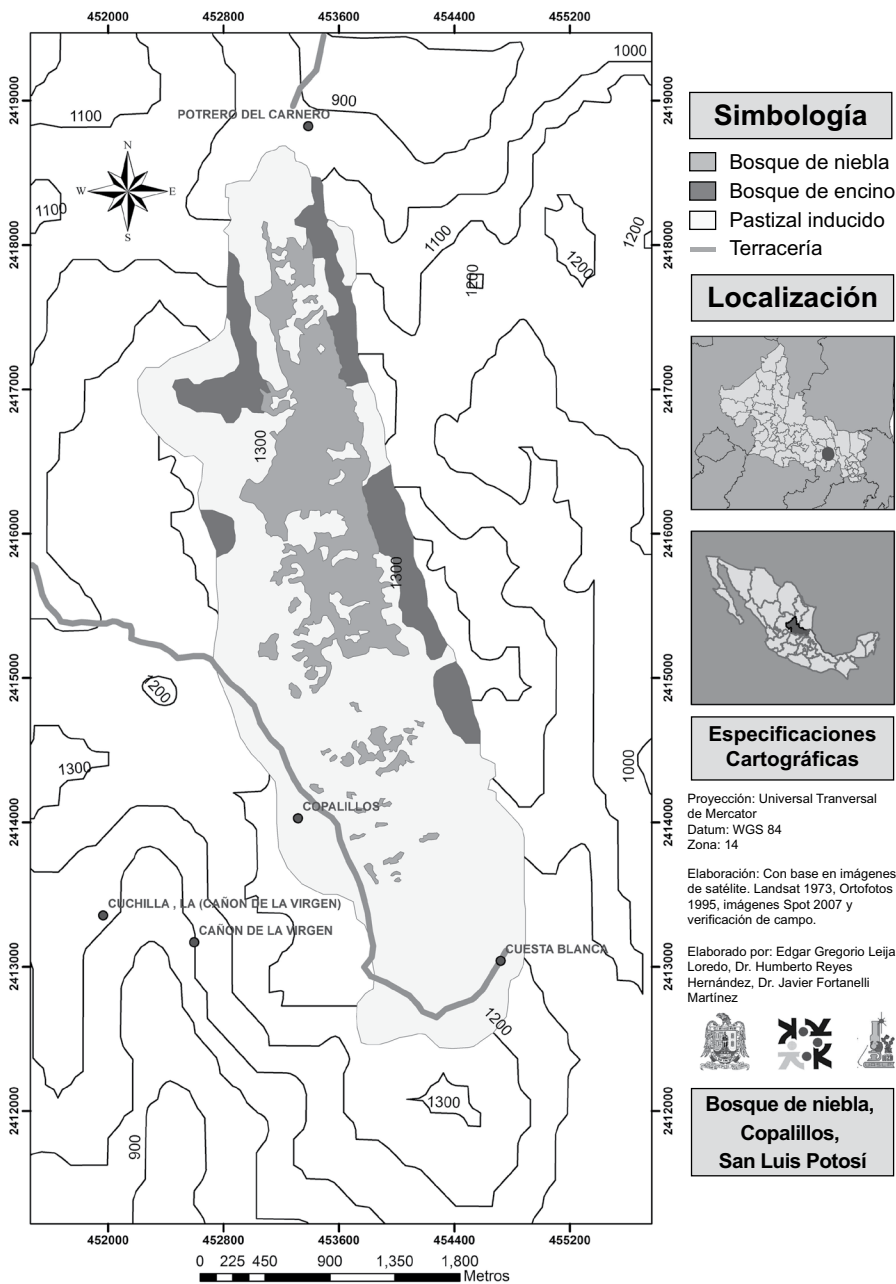 452000 452800 453600 454400 455200
1000
1100
900
POTRERO DEL CARNERO
N
W E
S
1100
1100
1200
1200
1200
2419000
2418000
2417000
2416000
2415000
2414000
2413000
2412000
2419000
2418000
2417000
2416000
2415000
2414000
2413000
2412000
1300
1300
1200
1300
1000
COPALILLOS
CUCHILLA , LA (CAÑON DE LA VIRGEN)
CAÑON DE LA VIRGEN
CUESTA BLANCA
1200
1300
900
452000 452800 453600 454400 455200
0 225 450 900 1,350 1,800
Metros
Simbología
Bosque de niebla
Bosque de encino
Pastizal inducido
Terracería
Localización
Especificaciones
Cartográficas
Proyección: Universal Tranversal
de Mercator
Datum: WGS 84
Zona: 14
Elaboración: Con base en imágenes
de satélite. Landsat 1973, Ortofotos
1995, imágenes Spot 2007 y
verificación de campo.
Elaborado por: Edgar Gregorio Leija
Loredo, Dr. Humberto Reyes
Hernández, Dr. Javier Fortanelli
Martínez
Bosque de niebla,
Copalillos,
San Luis Potosí